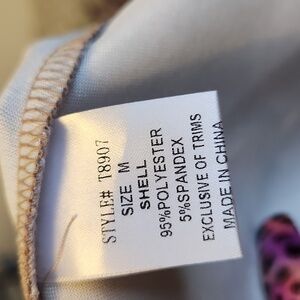 STYLE# T8907
SIZE M
SHELL
95%POLYESTER
5%SPANDEX
EXCLUSIVE OF TRIMS
MADE IN CHINA